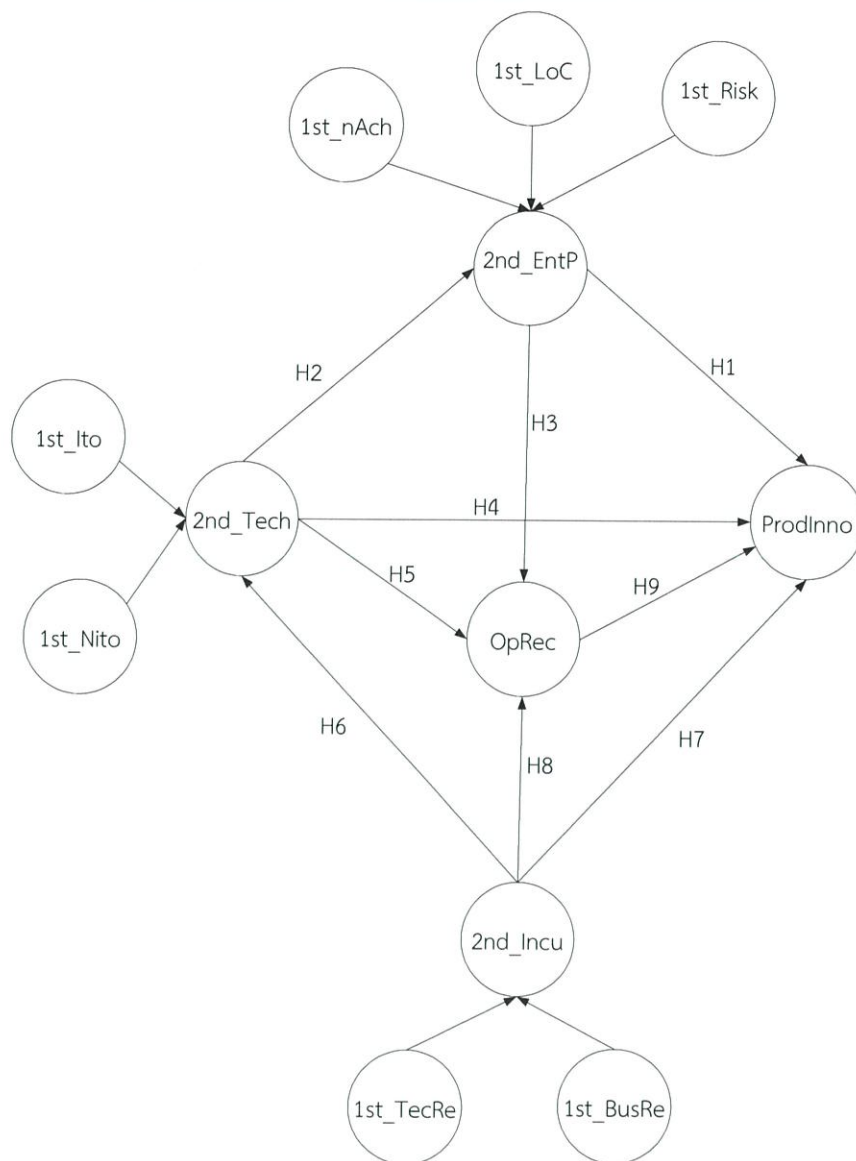 1st_LoC
1st_Risk
1st_nAch
2nd_EntP
H2
H1
H3
1st_Ito
2nd_Tech
H4
ProdInno
H5
H9
1st_Nito
OpRec
H6
H7
H8
2nd_Incu
1st_TecRe
1st_BusRe